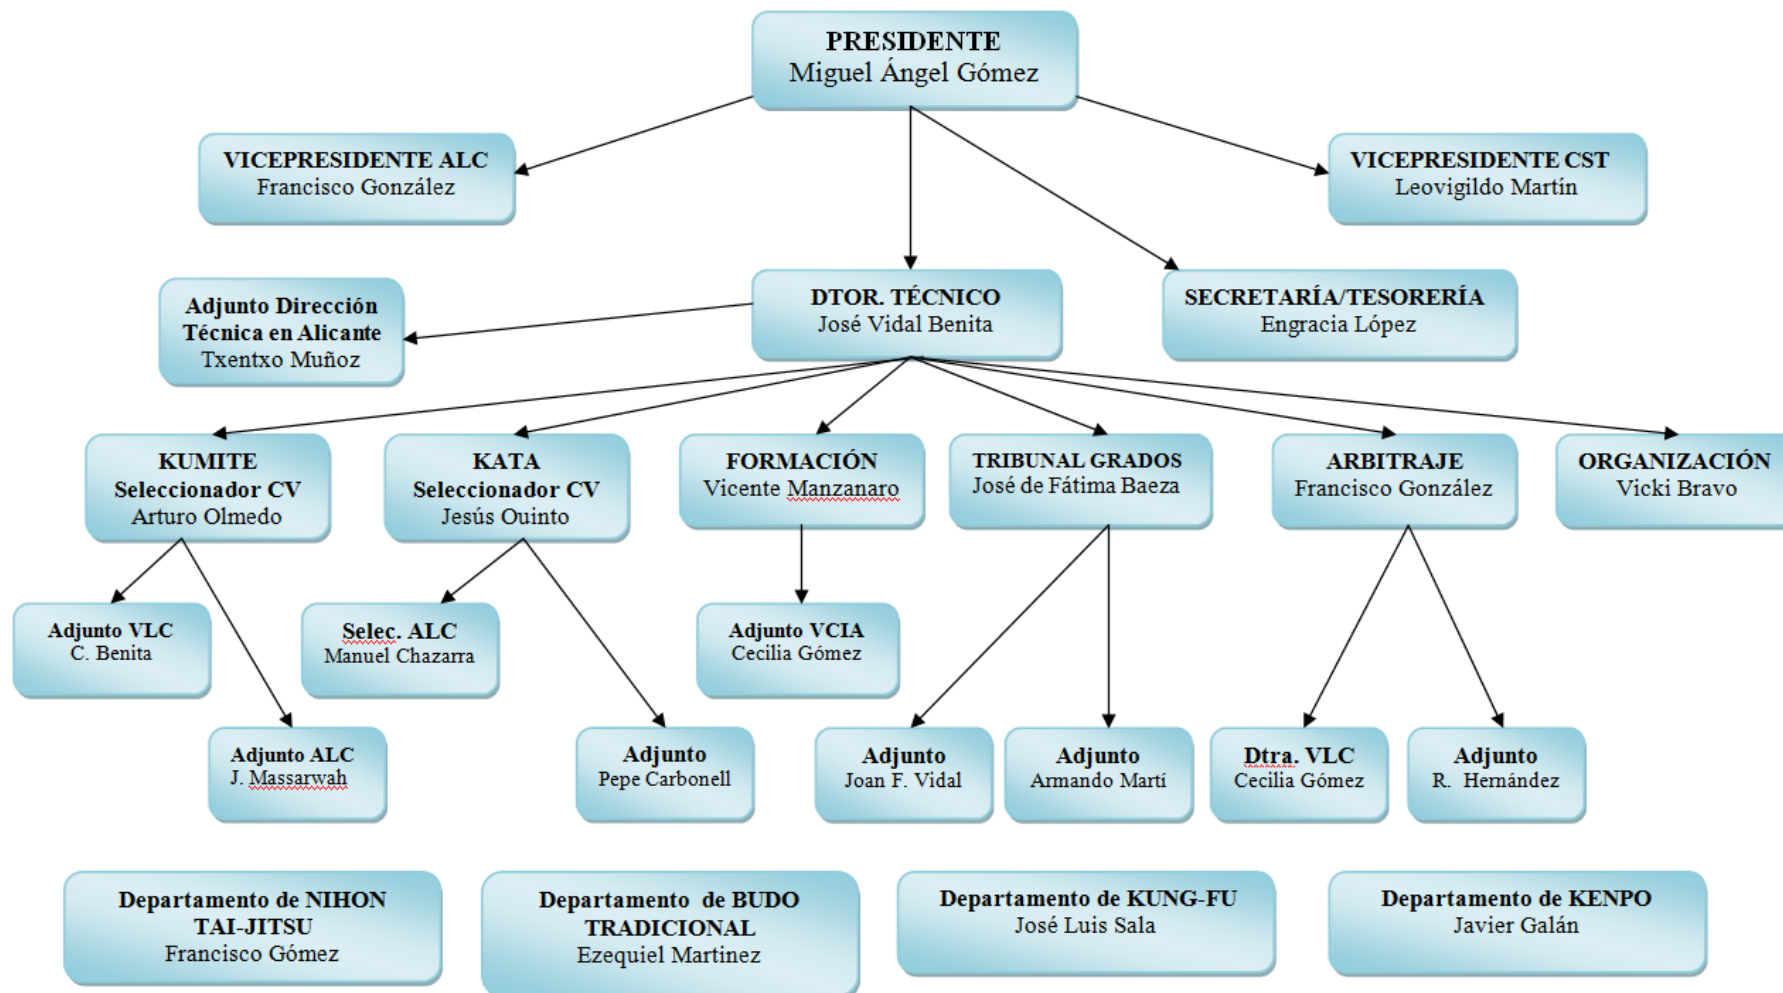 PRESIDENTE
Miguel Ángel Gómez
VICEPRESIDENTE ALC
Francisco González
VICEPRESIDENTE CST
Leovigildo Martín
Adjunto Dirección
Técnica en Alicante
Txentxo Muñoz
DTOR. TÉCNICO
José Vidal Benita
SECRETARÍA/TESORERÍA
Engracia López
KUMITE
Seleccionador CV
Arturo Olmedo
KATA
Seleccionador CV
Jesús Quinto
FORMACIÓN
Vicente Manzanaro
TRIBUNAL GRADOS
José de Fátima Baeza
ARBITRAJE
Francisco González
ORGANIZACIÓN
Vicki Bravo
Adjunto VLC
C. Benita
Selec. ALC
Manuel Chazarra
Adjunto VCIA
Cecilia Gómez
Adjunto ALC
J. Massarwah
Adjunto
Pepe Carbonell
Adjunto
Joan F. Vidal
Adjunto
Armando Martí
Dtra. VLC
Cecilia Gómez
Adjunto
R. Hernández
Departamento de NIHON
TAI-JITSU
Francisco Gómez
Departamento de BUDO
TRADICIONAL
Ezequiel Martinez
Departamento de KUNG-FU
José Luis Sala
Departamento de KENPO
Javier Galán